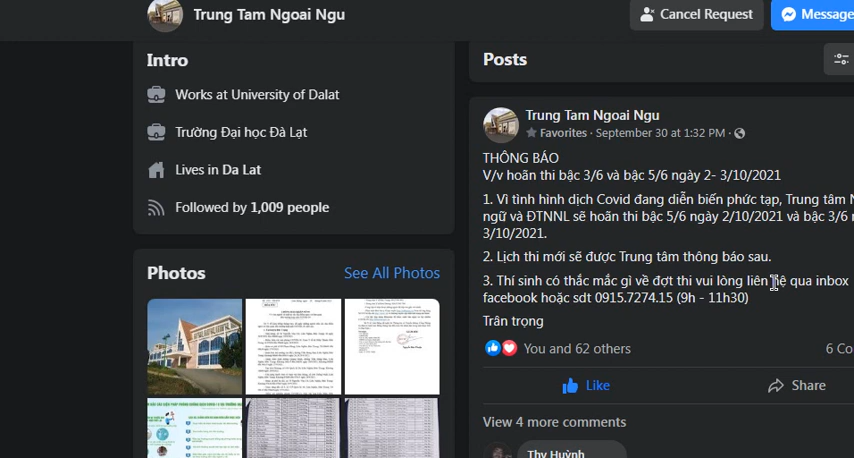 Trung Tam Ngoai Ngu
Cancel Request
Message
Intro
Works at University of Dalat
Trường Đại học Đà Lạt
Lives in Da Lat
Followed by 1,009 people
Photos
See All Photos
Posts
Trung Tam Ngoai Ngu
Favorites · September 30 at 1:32 PM ·
THÔNG BÁO
V/v hoãn thi bậc 3/6 và bậc 5/6 ngày 2- 3/10/2021
1. Vì tình hình dịch Covid đang diễn biến phức tạp, Trung tâm N
ngữ và ĐTNNL sẽ hoãn thi bậc 5/6 ngày 2/10/2021 và bậc 3/6 n
3/10/2021.
2. Lịch thi mới sẽ được Trung tâm thông báo sau.
3. Thí sinh có thắc mắc gì về đợt thi vui lòng liên hệ qua inbox
facebook hoặc sdt 0915.7274.15 (9h - 11h30)
Trân trọng
You and 62 others
6 Co
Like
Share
View 4 more comments
Thy Huỳnh